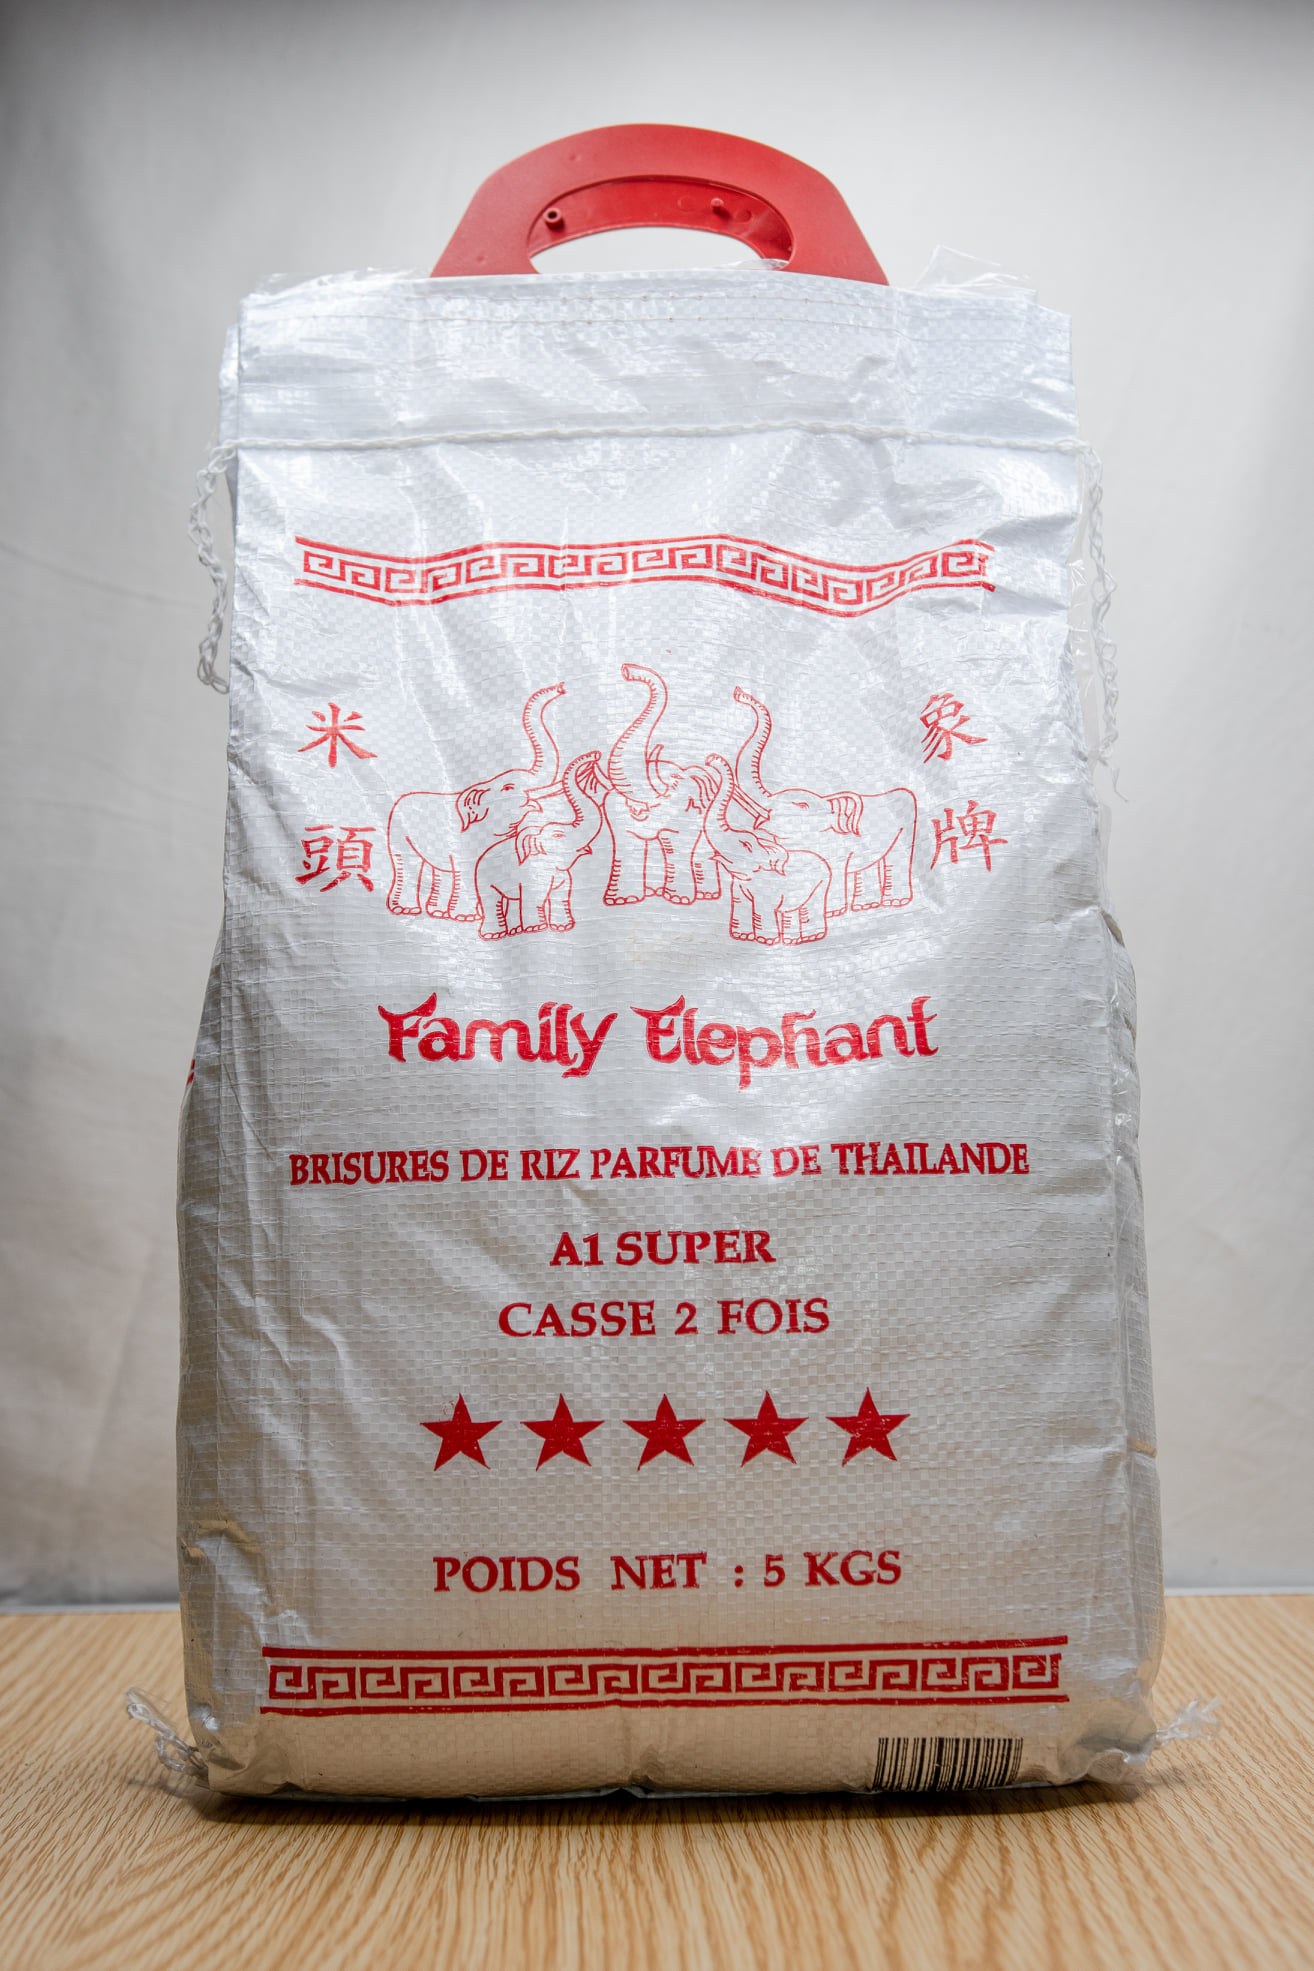 象牌
米頭
Family Elephant
BRISURES DE RIZ PARFUME DE THAILANDE
A1 SUPER
CASSE 2 FOIS
POIDS NET : 5 KGS